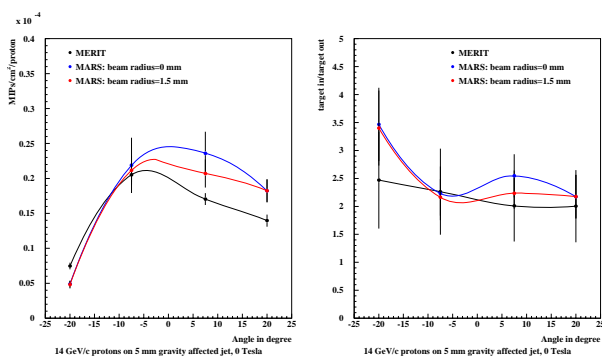 x 10 -4
MIPs/cm²/proton
0.4
0.35
0.3
0.25
0.2
0.15
0.1
0.05
0
MERIT
MARS: beam radius=0 mm
MARS: beam radius=1.5 mm
-25 -20 -15 -10 -5 0 5 10 15 20 25
Angle in degree
14 GeV/c protons on 5 mm gravity affected jet, 0 Tesla
target in/target out
5
4.5
4
3.5
3
2.5
2
1.5
1
0.5
0
MERIT
MARS: beam radius=0 mm
MARS: beam radius=1.5 mm
-25 -20 -15 -10 -5 0 5 10 15 20 25
Angle in degree
14 GeV/c protons on 5 mm gravity affected jet, 0 Tesla